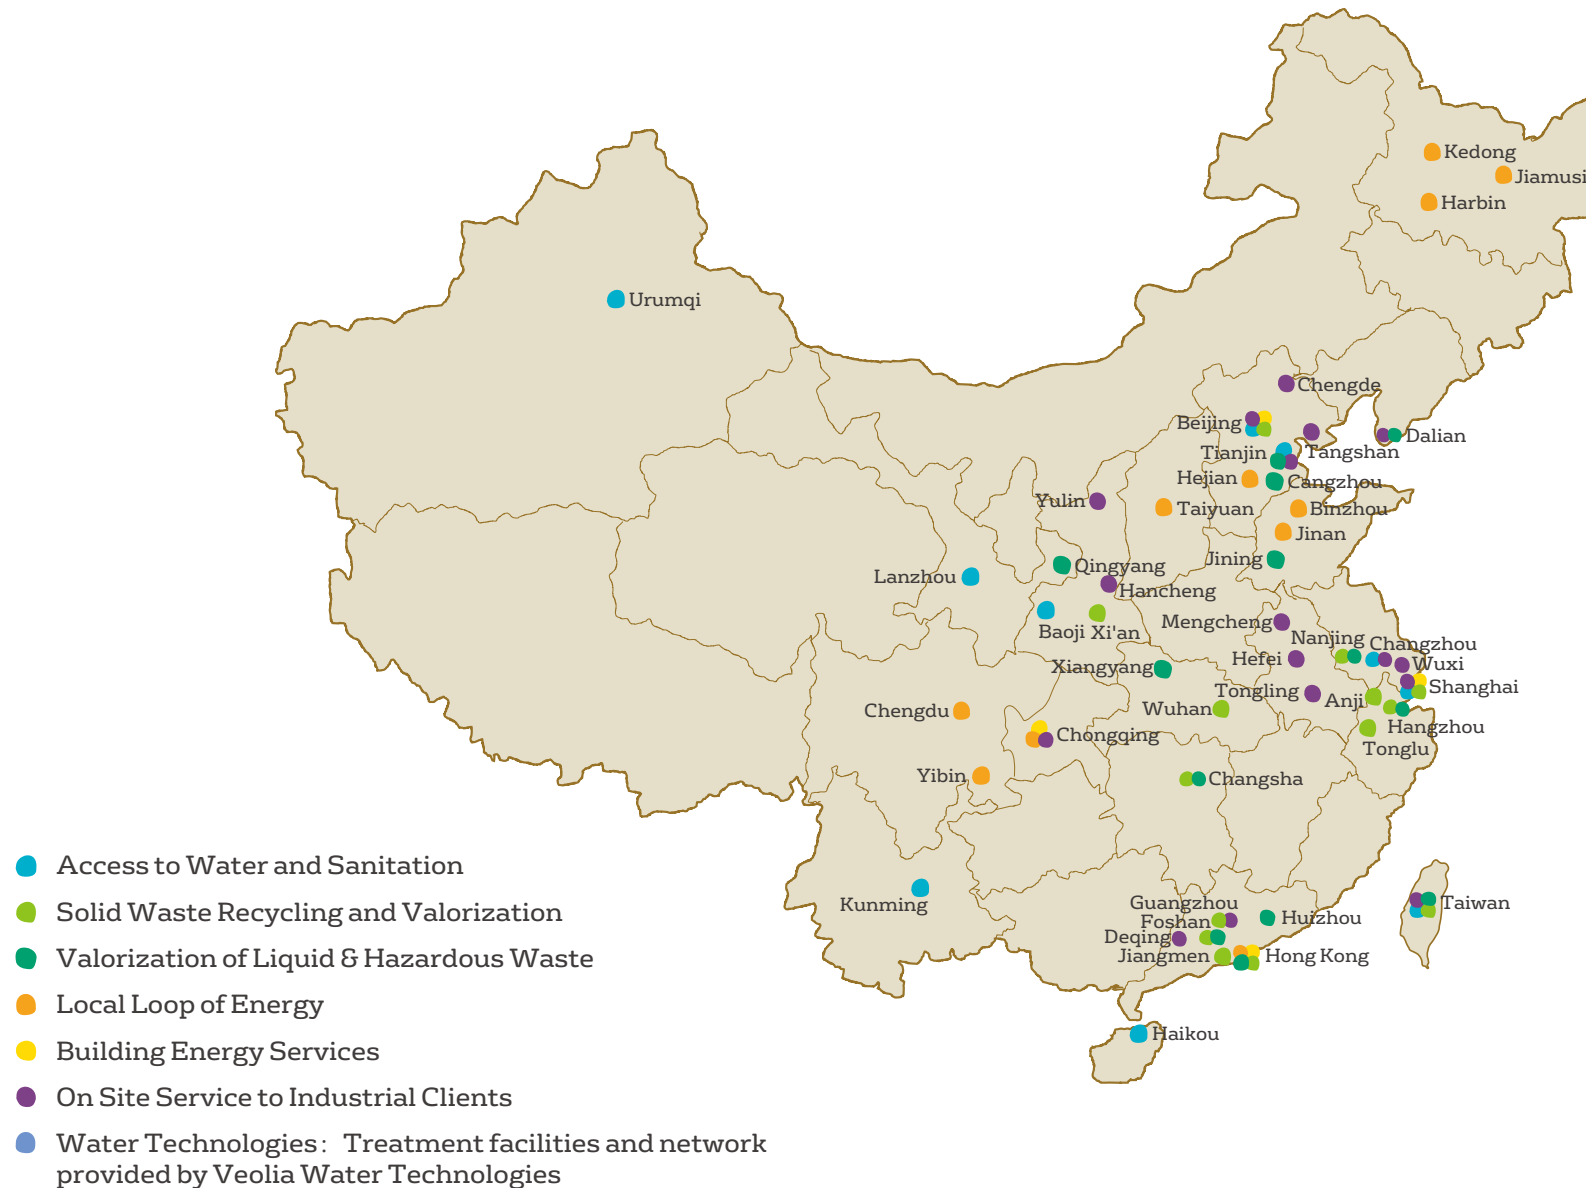 Kedong
Jiamusi
Harbin
Urumqi
Chengde
Beijing
Dalian
Tianjin
Tangshan
Hejian
Cangzhou
Yulin
Taiyuan
Binzhou
Jinan
Jining
Qingyang
Lanzhou
Hancheng
Mengcheng
Baoji Xi'an
Nanjing
Changzhou
Hefei
Wuxi
Xiangyang
Shanghai
Tongling
Anji
Chengdu
Wuhan
Hangzhou
Chongqing
Tonglu
Yibin
Changsha
Access to Water and Sanitation
Solid Waste Recycling and Valorization
Valorization of Liquid & Hazardous Waste
Local Loop of Energy
Building Energy Services
On Site Service to Industrial Clients
Water Technologies: Treatment facilities and network
provided by Veolia Water Technologies
Kunming
Guangzhou
Taiwan
Foshan
Huizhou
Deqing
Jiangmen
Hong Kong
Haikou